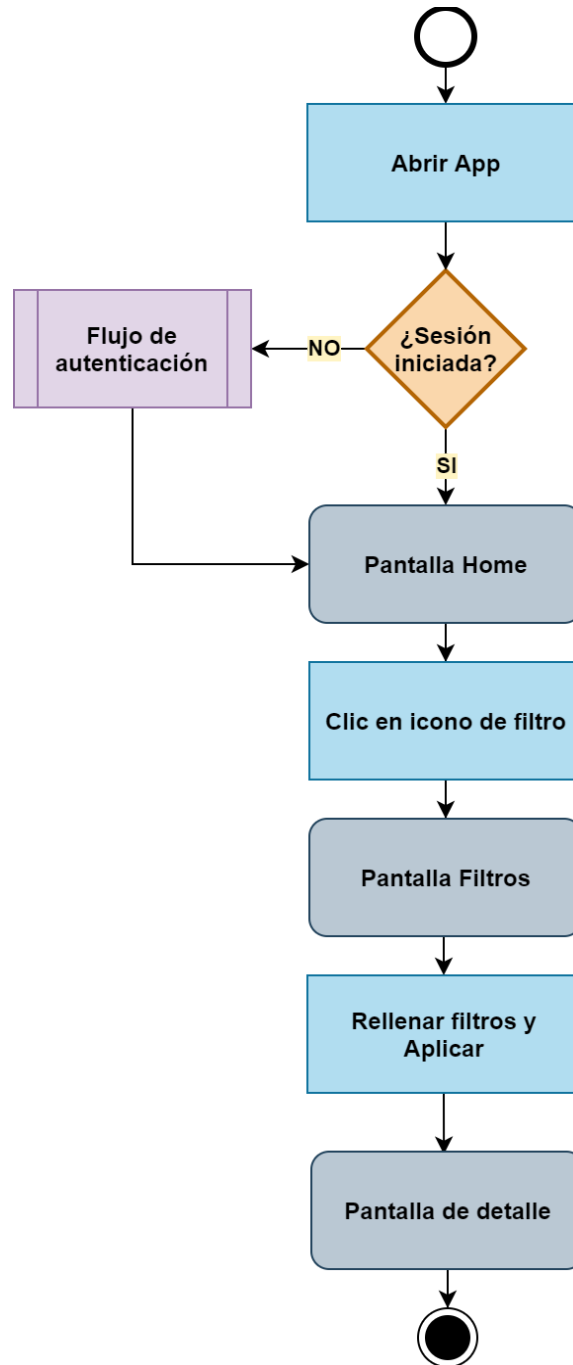 Abrir App
¿Sesión
iniciada?
NO
Flujo de
autenticación
SI
Pantalla Home
Clic en icono de filtro
Pantalla Filtros
Rellenar filtros y
Aplicar
Pantalla de detalle